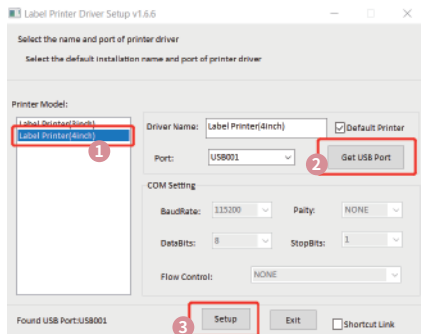 Label Printer Driver Setup v1.6.6
Select the name and port of printer driver
Select the default installation name and port of printer driver
Printer Model:
Label Printer(3inch)
Label Printer(4inch)
1
Driver Name: Label Printer(4inch) Default Printer
Port: USB001 2 Get USB Port
COM Setting
BaudRate: 115200 Paity: NONE
DataBits: 8 StopBits: 1
Flow Control: NONE
Found USB Port:USB001 3 Setup Exit Shortcut Link